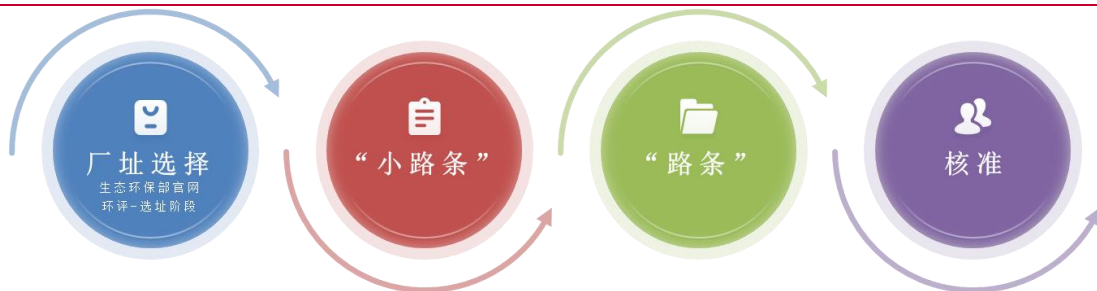 厂址选择
生态环保部官网
环评-选址阶段
“小路条”
“路条”
核准